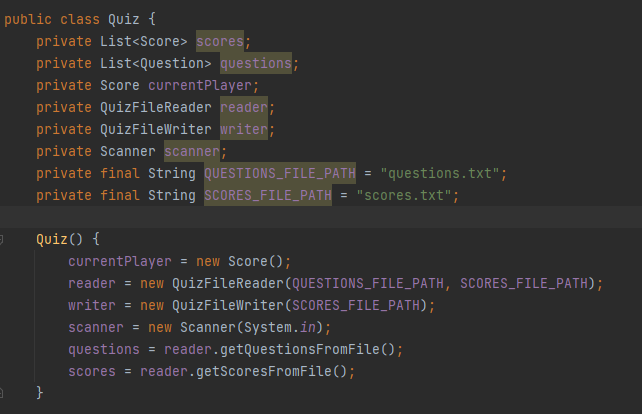 public class Quiz {
    private List<Score> scores;
    private List<Question> questions;
    private Score currentPlayer;
    private QuizFileReader reader;
    private QuizFileWriter writer;
    private Scanner scanner;
    private final String QUESTIONS_FILE_PATH = "questions.txt";
    private final String SCORES_FILE_PATH = "scores.txt";
    Quiz() {
        currentPlayer = new Score();
        reader = new QuizFileReader(QUESTIONS_FILE_PATH, SCORES_FILE_PATH);
        writer = new QuizFileWriter(SCORES_FILE_PATH);
        scanner = new Scanner(System.in);
        questions = reader.getQuestionsFromFile();
        scores = reader.getScoresFromFile();
    }